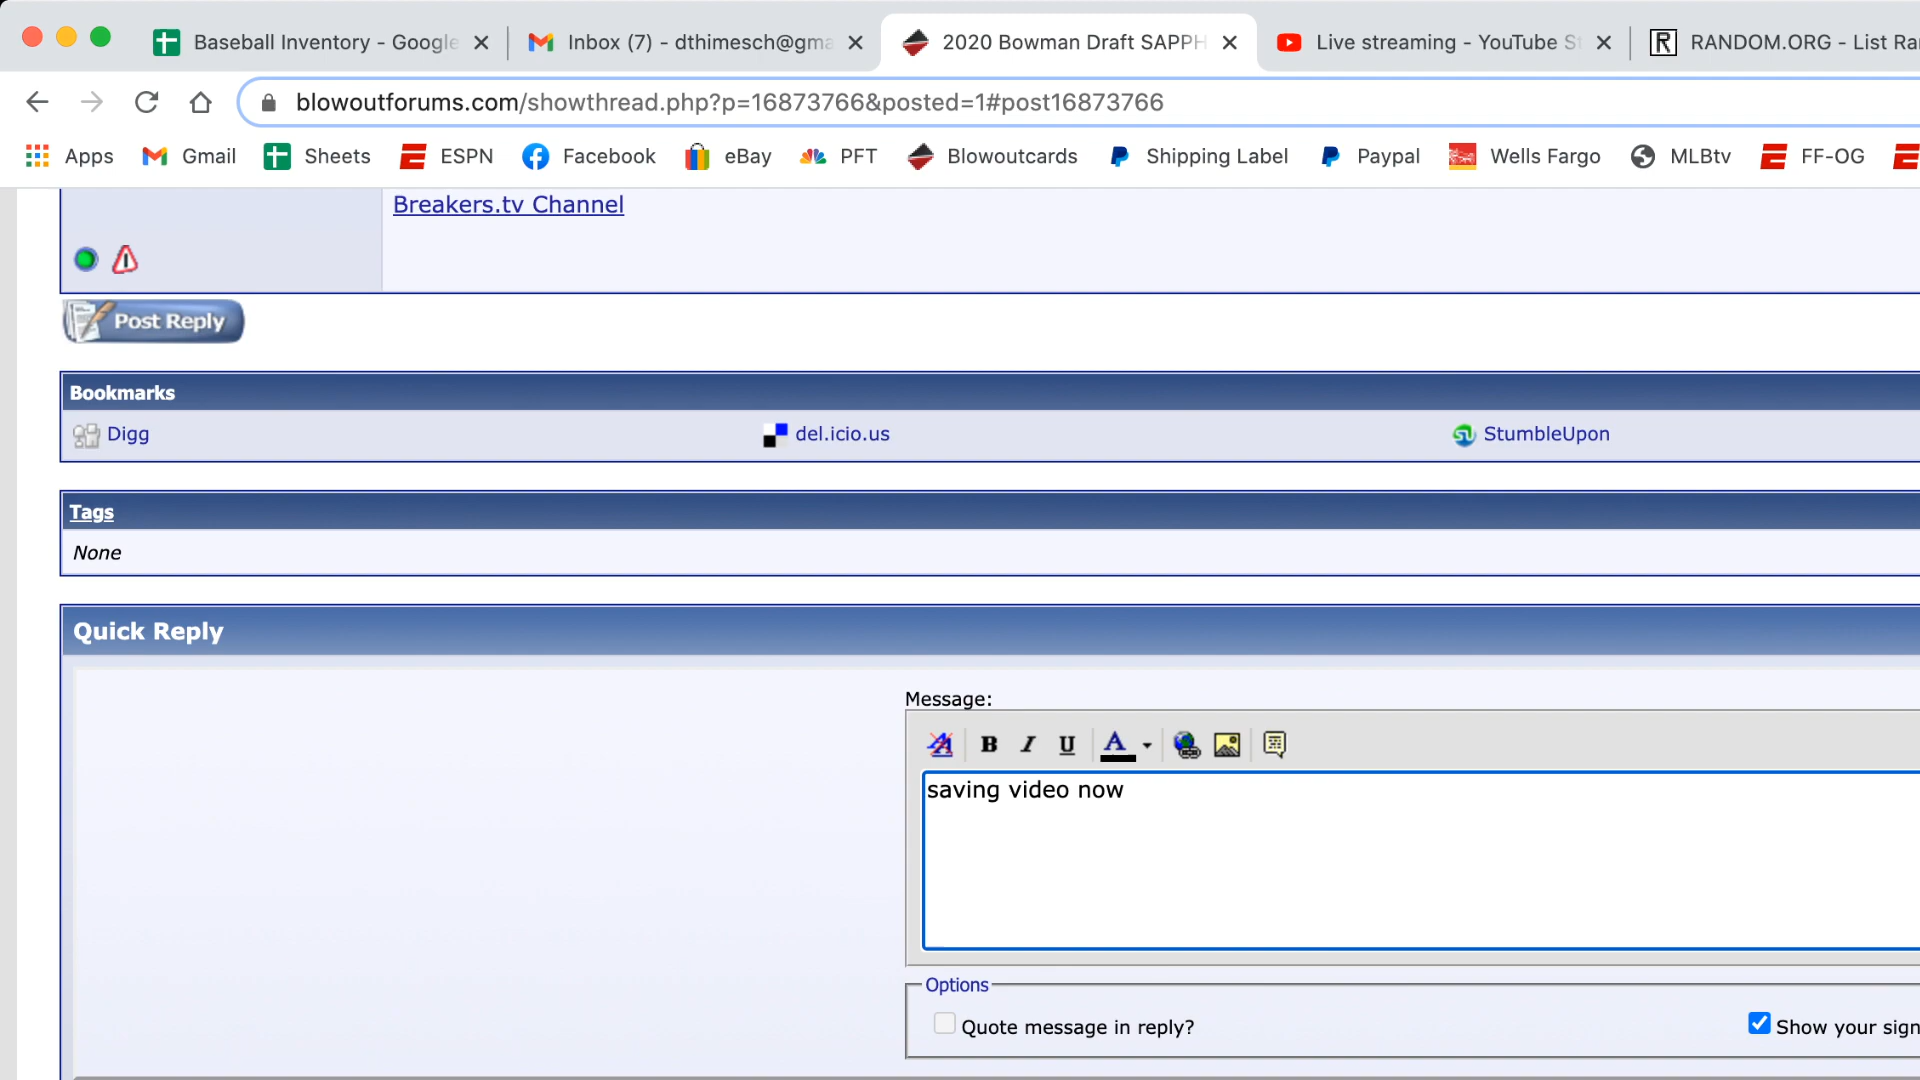 Baseball Inventory - Google
Inbox (7) - dthimesch@gma
2020 Bowman Draft SAPPH
Live streaming - YouTube S
RANDOM.ORG - List Ra
blowoutforums.com/showthread.php?p=16873766&posted=1#post16873766
Apps
Gmail
Sheets
ESPN
Facebook
eBay
PFT
Blowoutcards
Shipping Label
Paypal
Wells Fargo
MLBtv
FF-OG
Breakers.tv Channel
Post Reply
Bookmarks
Digg
del.icio.us
StumbleUpon
Tags
None
Quick Reply
Message:
B I U A
saving video now
Options
Quote message in reply?
Show your sign